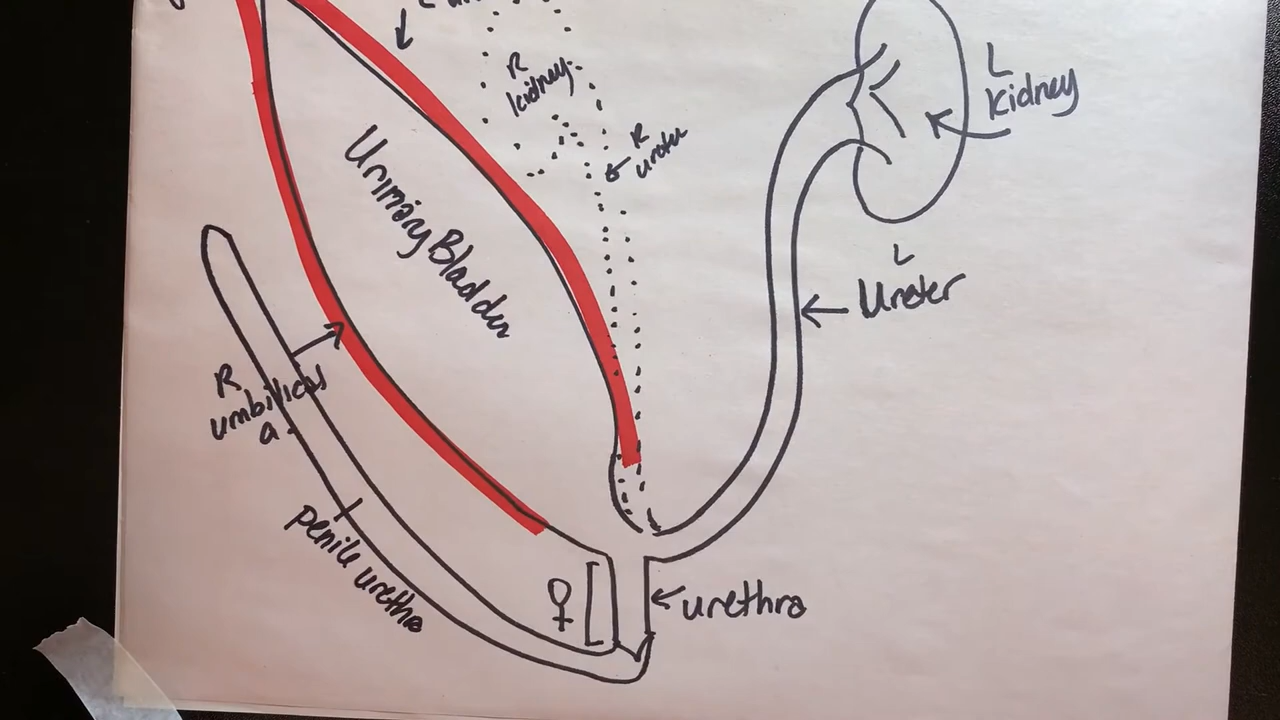 L
R
kidney
R
ureter
L
Kidney
Urinary Bladder
L
Ureter
R
umbilical
a.
penile urethra
♀
urethra